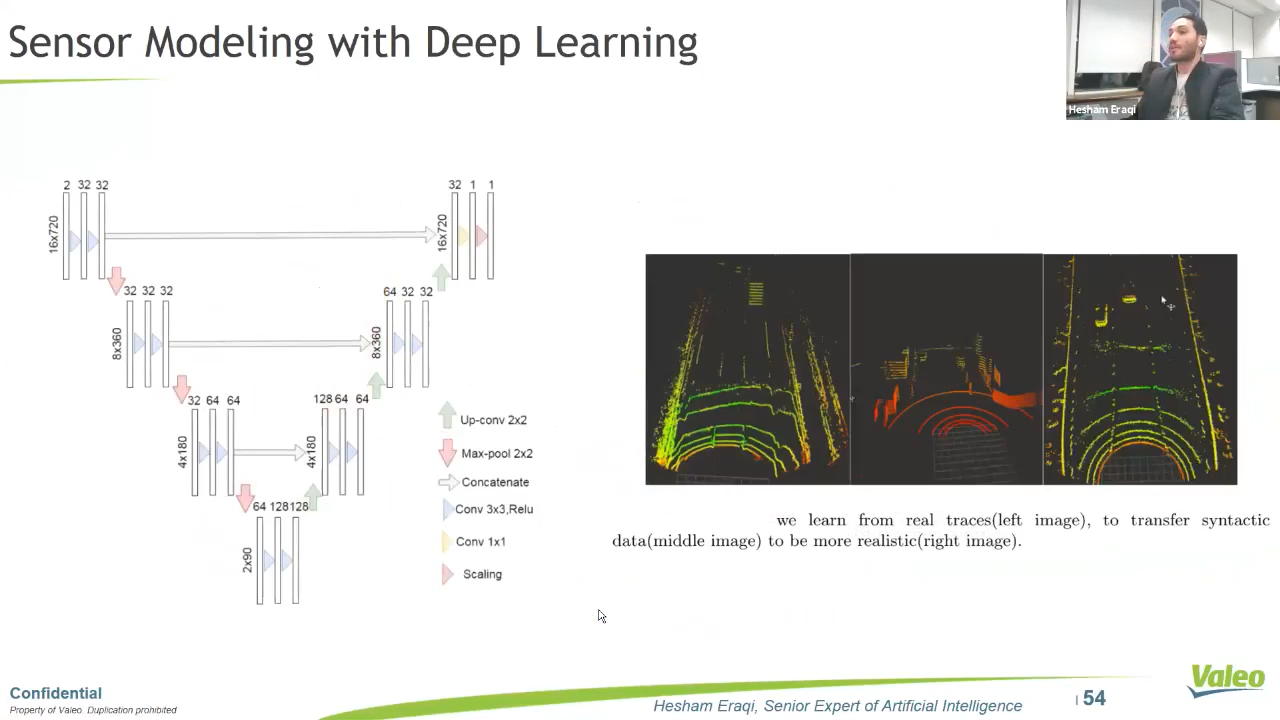 Sensor Modeling with Deep Learning
Hesham Eraqi
2 32 32
16x720
32 1 1
16x720
32 32 32
8x360
64 32 32
8x360
32 64 64
4x180
128 64 64
4x180
64 128 128
2x90
Up-conv 2x2
Max-pool 2x2
Concatenate
Conv 3x3,Relu
Conv 1x1
Scaling
we learn from real traces(left image), to transfer syntactic
data(middle image) to be more realistic(right image).
Confidential
Property of Valeo. Duplication prohibited
Hesham Eraqi, Senior Expert of Artificial Intelligence
| 54
Valeo